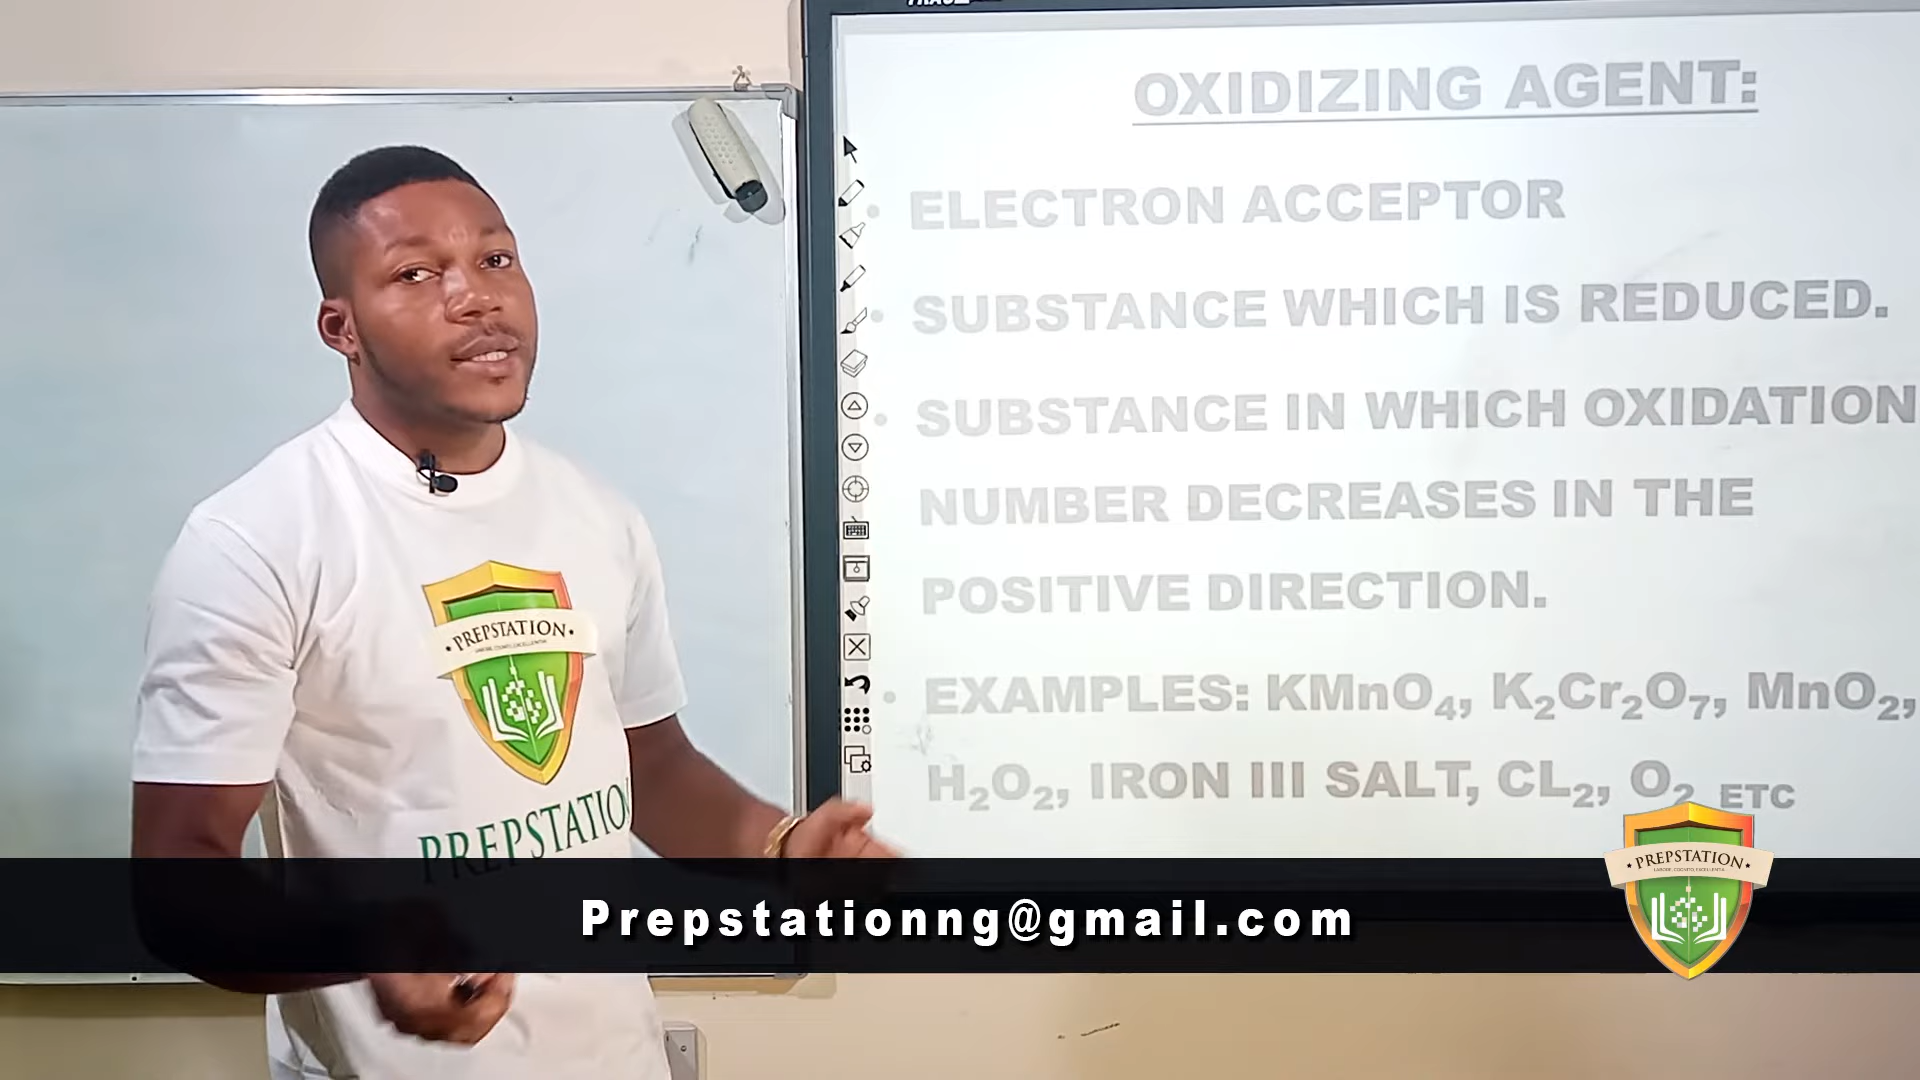 OXIDIZING AGENT:
• ELECTRON ACCEPTOR
• SUBSTANCE WHICH IS REDUCED.
• SUBSTANCE IN WHICH OXIDATION
NUMBER DECREASES IN THE
POSITIVE DIRECTION.
• EXAMPLES: KMnO₄, K₂Cr₂O₇, MnO₂,
H₂O₂, IRON III SALT, CL₂, O₂ ETC
• PREPSTATION •
PREPSTATION
• PREPSTATION •
Prepstationng@gmail.com